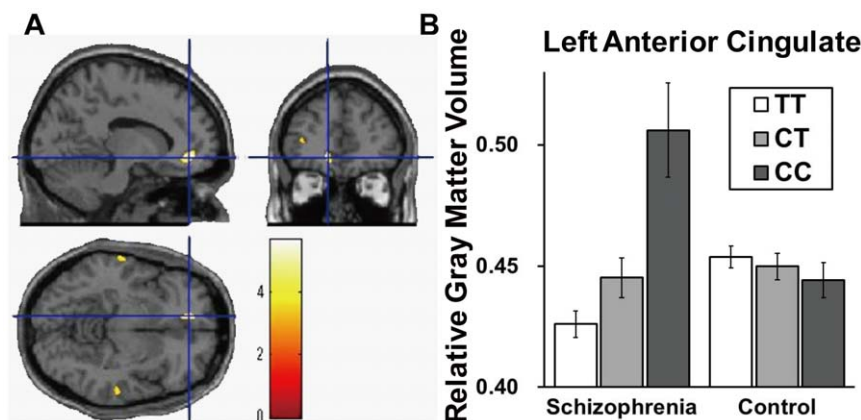 A
4
2
0
B
Left Anterior Cingulate
Relative Gray Matter Volume
0.50
0.45
0.40
TT
CT
CC
Schizophrenia
Control